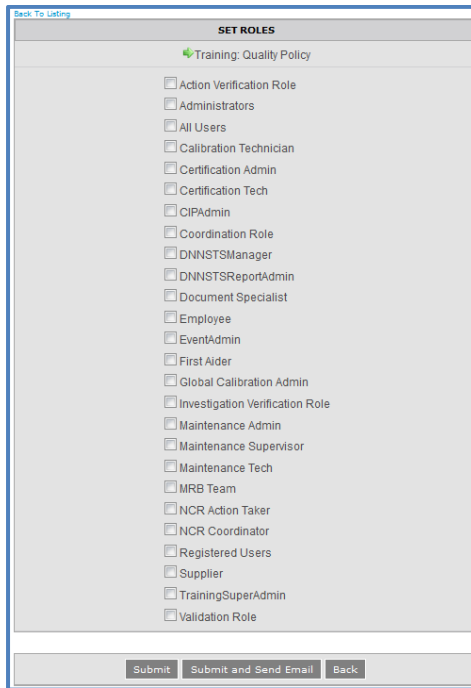 Back To Listing
SET ROLES
Training: Quality Policy
Action Verification Role
Administrators
All Users
Calibration Technician
Certification Admin
Certification Tech
CIPAdmin
Coordination Role
DNNSTSManager
DNNSTSReportAdmin
Document Specialist
Employee
EventAdmin
First Aider
Global Calibration Admin
Investigation Verification Role
Maintenance Admin
Maintenance Supervisor
Maintenance Tech
MRB Team
NCR Action Taker
NCR Coordinator
Registered Users
Supplier
TrainingSuperAdmin
Validation Role
Submit Submit and Send Email Back